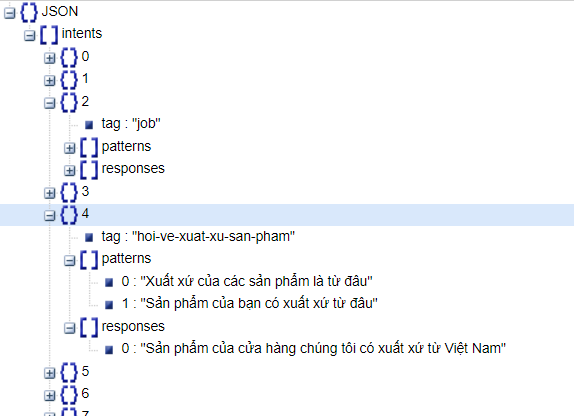 JSON
intents
0
1
2
tag : "job"
patterns
responses
3
4
tag : "hoi-ve-xuat-xu-san-pham"
patterns
0 : "Xuất xứ của các sản phẩm là từ đâu"
1 : "Sản phẩm của bạn có xuất xứ từ đâu"
responses
0 : "Sản phẩm của cửa hàng chúng tôi có xuất xứ từ Việt Nam"
5
6
7